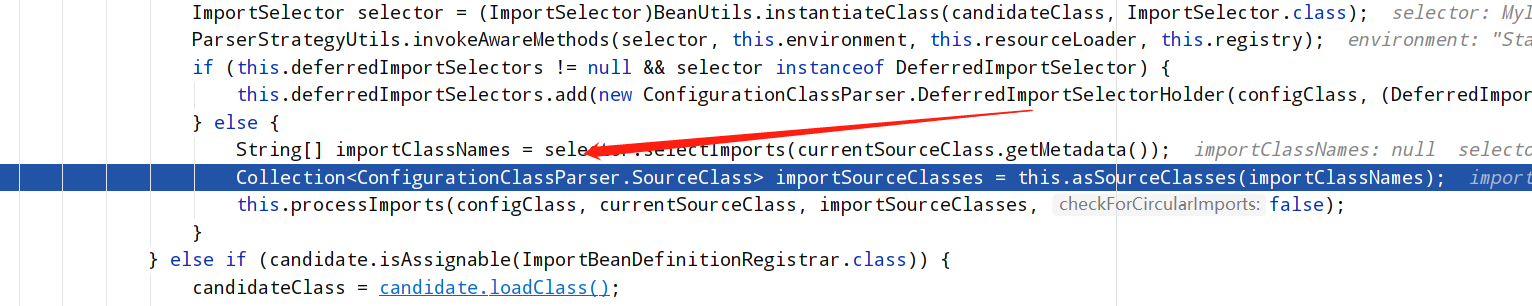 ImportSelector selector = (ImportSelector)BeanUtils.instantiateClass(candidateClass, ImportSelector.class); selector: MyI
ParserStrategyUtils.invokeAwareMethods(selector, this.environment, this.resourceLoader, this.registry); environment: "Sta
if (this.deferredImportSelectors != null && selector instanceof DeferredImportSelector) {
this.deferredImportSelectors.add(new ConfigurationClassParser.DeferredImportSelectorHolder(configClass, (DeferredImpor
} else {
String[] importClassNames = selector.selectImports(currentSourceClass.getMetadata()); importClassNames: null selecto
Collection<ConfigurationClassParser.SourceClass> importSourceClasses = this.asSourceClasses(importClassNames); import
this.processImports(configClass, currentSourceClass, importSourceClasses, checkForCircularImports: false);
}
} else if (candidate.isAssignable(ImportBeanDefinitionRegistrar.class)) {
candidateClass = candidate.loadClass();